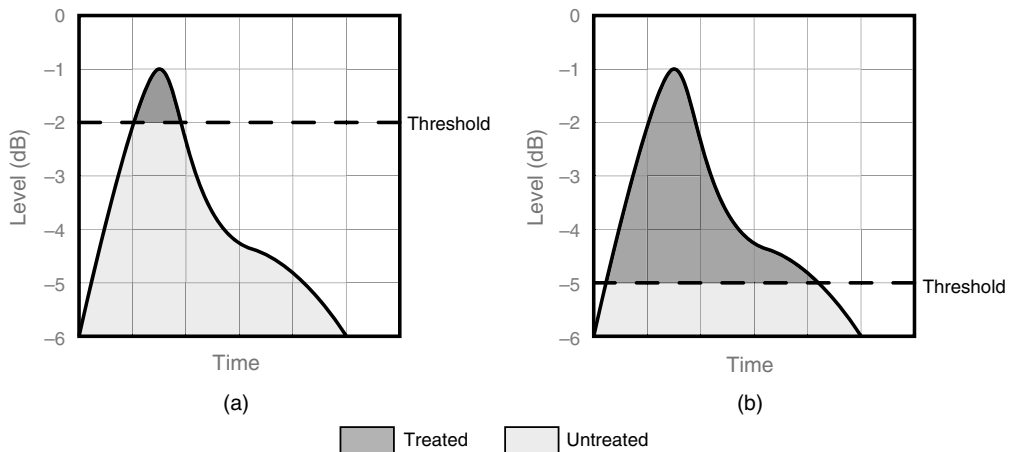 0
–1
–2
–3
–4
–5
–6
Level (dB)
Threshold
Time
(a)
0
–1
–2
–3
–4
–5
–6
Level (dB)
Threshold
Time
(b)
Treated
Untreated